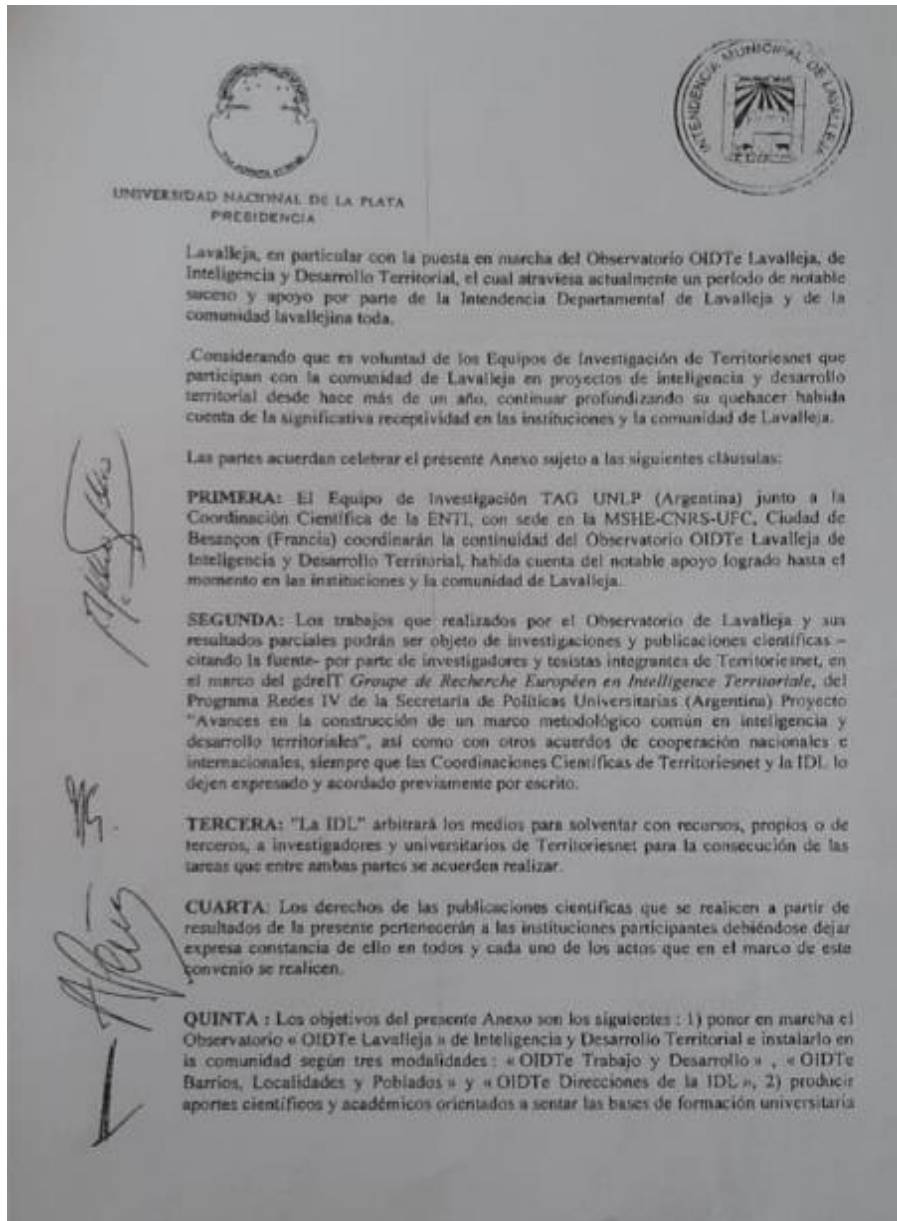 INTENDENCIA MUNICIPAL DE LAVALLEJA
UNIVERSIDAD NACIONAL DE LA PLATA
PRESIDENCIA
Lavalleja, en particular con la puesta en marcha del Observatorio OIDTe Lavalleja, de
Inteligencia y Desarrollo Territorial, el cual atraviesa actualmente un período de notable
suceso y apoyo por parte de la Intendencia Departamental de Lavalleja y de la
comunidad lavallejina toda.
.Considerando que es voluntad de los Equipos de Investigación de Territoriesnet que
participan con la comunidad de Lavalleja en proyectos de inteligencia y desarrollo
territorial desde hace más de un año, continuar profundizando su quehacer habida
cuenta de la significativa receptividad en las instituciones y la comunidad de Lavalleja.
Las partes acuerdan celebrar el presente Anexo sujeto a las siguientes cláusulas:
PRIMERA: El Equipo de Investigación TAG UNLP (Argentina) junto a la
Coordinación Científica de la ENTI, con sede en la MSHE-CNRS-UFC, Ciudad de
Besançon (Francia) coordinarán la continuidad del Observatorio OIDTe Lavalleja de
Inteligencia y Desarrollo Territorial, habida cuenta del notable apoyo logrado hasta el
momento en las instituciones y la comunidad de Lavalleja.
SEGUNDA: Los trabajos que realizados por el Observatorio de Lavalleja y sus
resultados parciales podrán ser objeto de investigaciones y publicaciones científicas –
citando la fuente- por parte de investigadores y tesistas integrantes de Territoriesnet, en
el marco del gdreIT Groupe de Recherche Européen en Intelligence Territoriale, del
Programa Redes IV de la Secretaría de Políticas Universitarias (Argentina) Proyecto
"Avances en la construcción de un marco metodológico común en inteligencia y
desarrollo territoriales", así como con otros acuerdos de cooperación nacionales e
internacionales, siempre que las Coordinaciones Científicas de Territoriesnet y la IDL lo
dejen expresado y acordado previamente por escrito.
TERCERA: "La IDL" arbitrará los medios para solventar con recursos, propios o de
terceros, a investigadores y universitarios de Territoriesnet para la consecución de las
tareas que entre ambas partes se acuerden realizar.
CUARTA: Los derechos de las publicaciones científicas que se realicen a partir de
resultados de la presente pertenecerán a las instituciones participantes debiéndose dejar
expresa constancia de ello en todos y cada uno de los actos que en el marco de este
convenio se realicen.
QUINTA : Los objetivos del presente Anexo son los siguientes : 1) poner en marcha el
Observatorio « OIDTe Lavalleja » de Inteligencia y Desarrollo Territorial e instalarlo en
la comunidad según tres modalidades : « OIDTe Trabajo y Desarrollo » , « OIDTe
Barrios, Localidades y Poblados » y « OIDTe Direcciones de la IDL », 2) producir
aportes científicos y académicos orientados a sentar las bases de formación universitaria